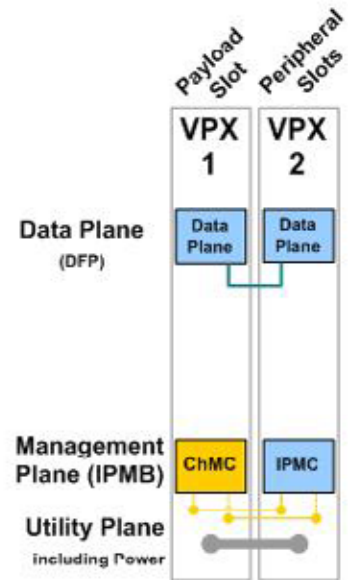 Payload
Slot
Peripheral
Slots
VPX
1
VPX
2
Data Plane
(DFP)
Data
Plane
Data
Plane
Management
Plane (IPMB)
ChMC
IPMC
Utility Plane
including Power